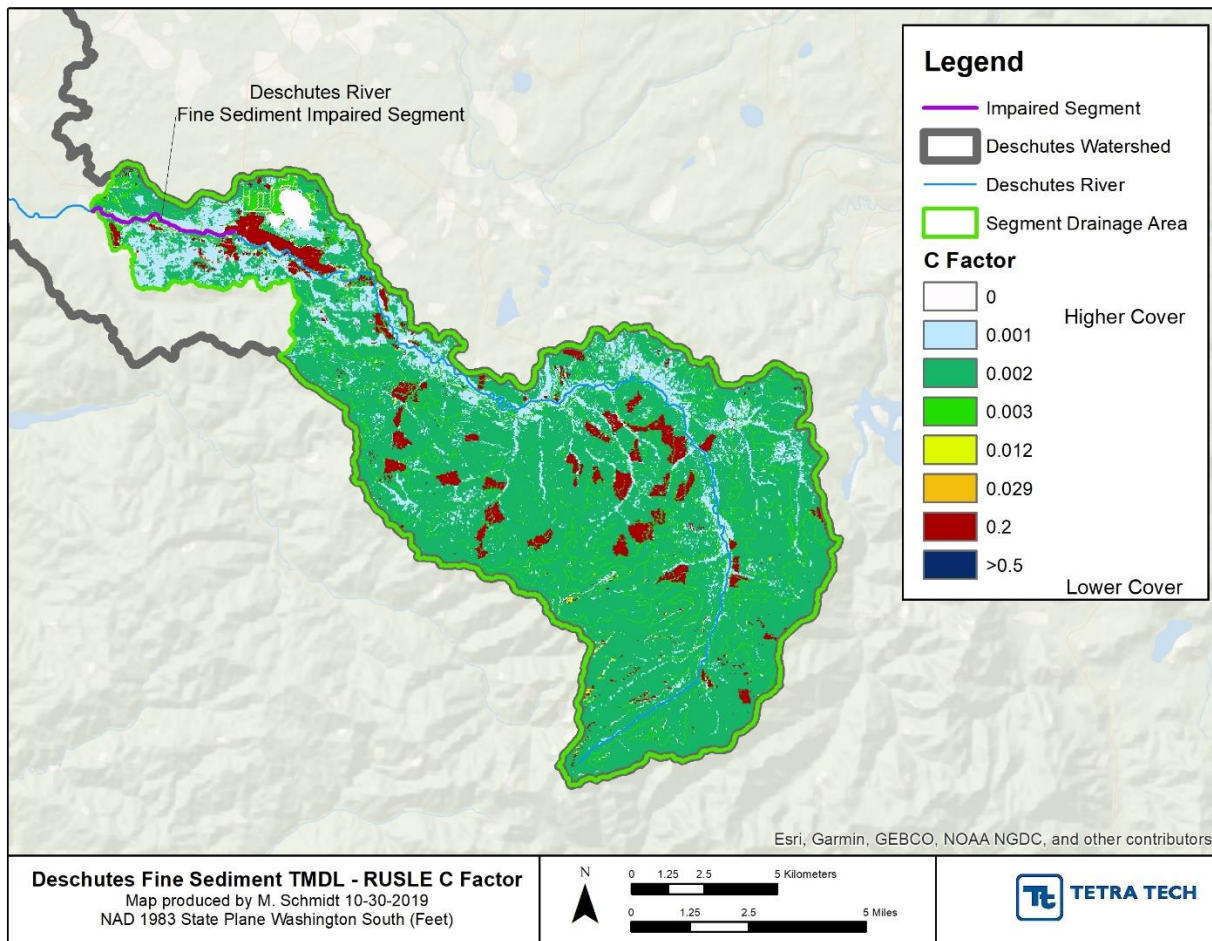 Deschutes River
Fine Sediment Impaired Segment
Legend
Impaired Segment
Deschutes Watershed
Deschutes River
Segment Drainage Area
C Factor
0
Higher Cover
0.001
0.002
0.003
0.012
0.029
0.2
>0.5
Lower Cover
Esri, Garmin, GEBCO, NOAA NGDC, and other contributors
Deschutes Fine Sediment TMDL - RUSLE C Factor
Map produced by M. Schmidt 10-30-2019
NAD 1983 State Plane Washington South (Feet)
N
0 1.25 2.5 5 Kilometers
0 1.25 2.5 5 Miles
Tt TETRA TECH